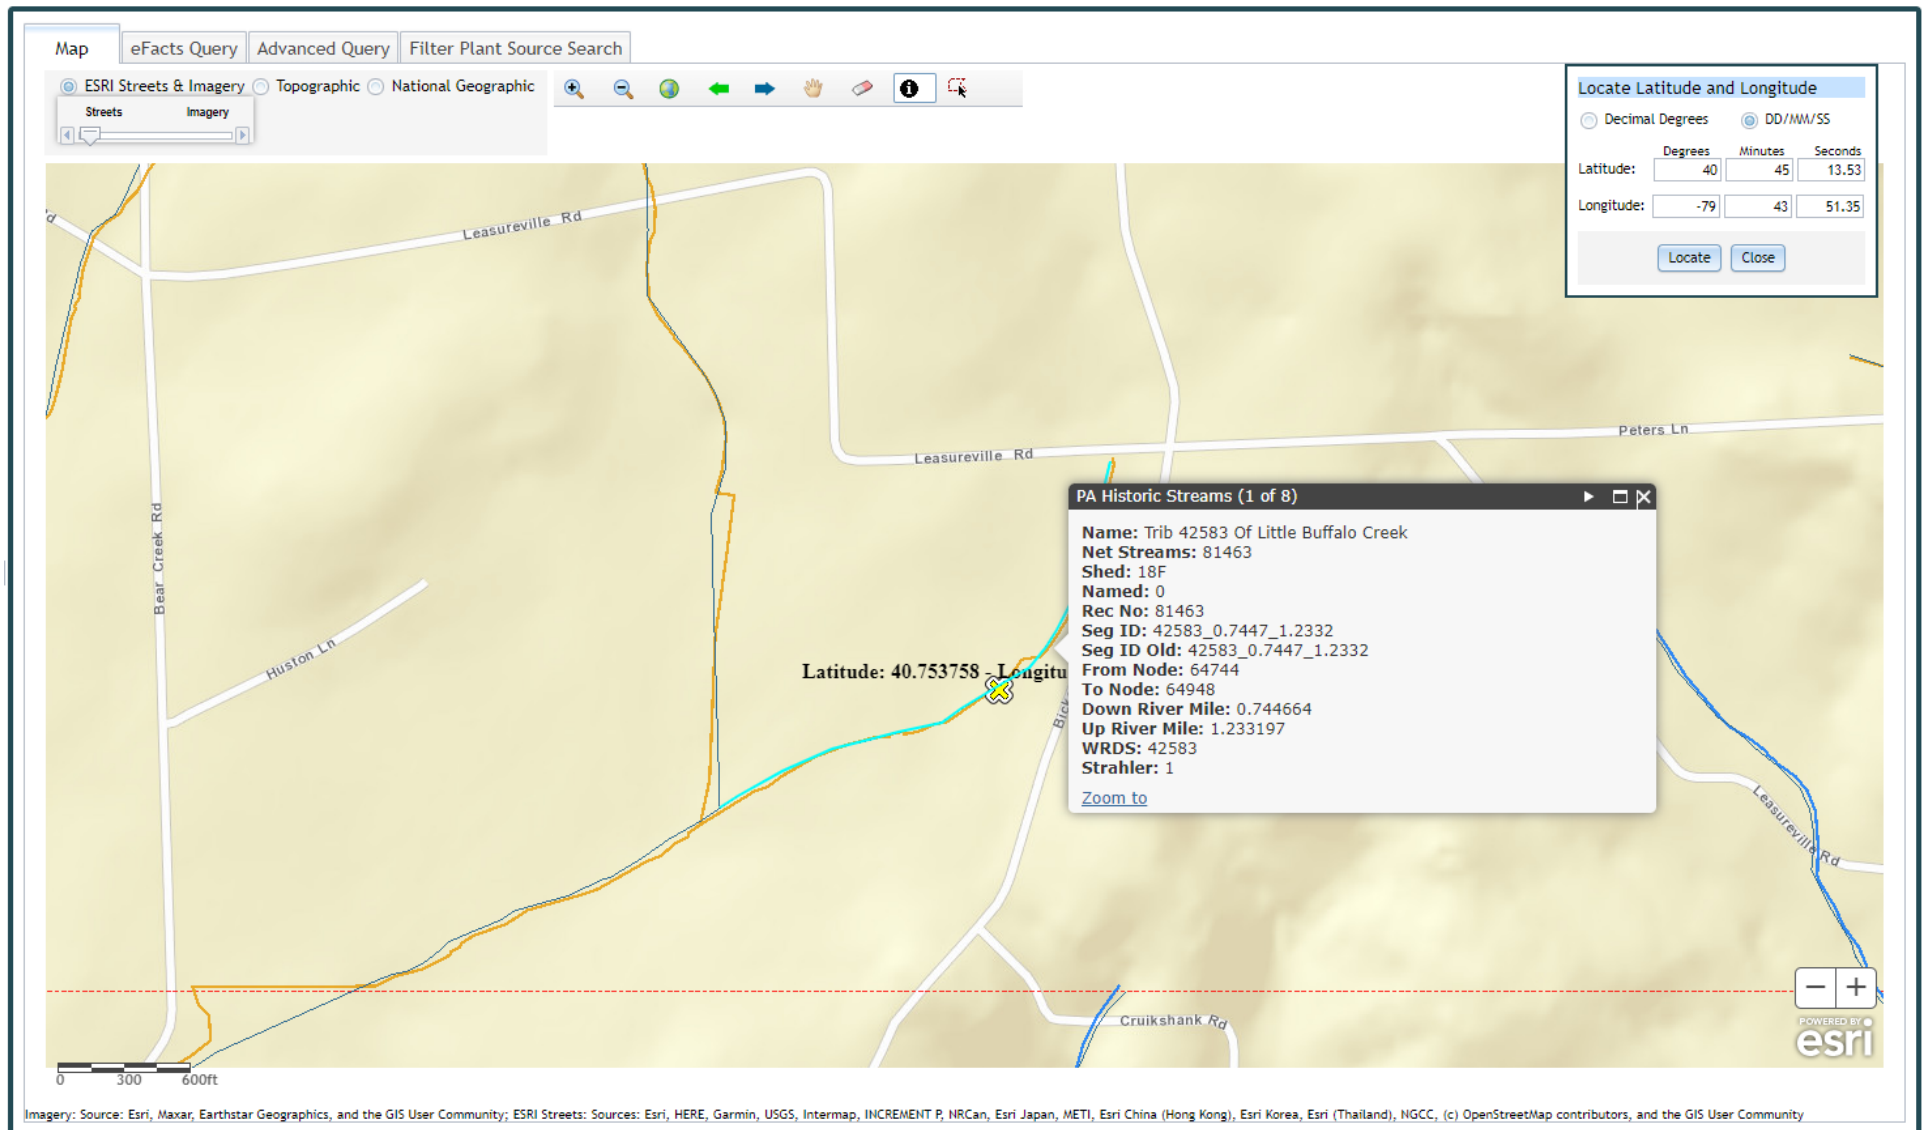 Map eFacts Query Advanced Query Filter Plant Source Search
ESRI Streets & Imagery Topographic National Geographic
Streets Imagery
Locate Latitude and Longitude
Decimal Degrees DD/MM/SS
Degrees Minutes Seconds
Latitude: 40 45 13.53
Longitude: -79 43 51.35
Locate Close
Leasureville Rd
Peters Ln
Leasureville Rd
PA Historic Streams (1 of 8)
Name: Trib 42583 Of Little Buffalo Creek
Net Streams: 81463
Shed: 18F
Named: 0
Rec No: 81463
Seg ID: 42583_0.7447_1.2332
Seg ID Old: 42583_0.7447_1.2332
From Node: 64744
To Node: 64948
Down River Mile: 0.744664
Up River Mile: 1.233197
WRDS: 42583
Strahler: 1
Zoom to
Bear Creek Rd
Huston Ln
Latitude: 40.753758 - Longitu
Bick
Leasureville Rd
Cruikshank Rd
POWERED BY
esri
0 300 600ft
Imagery: Source: Esri, Maxar, Earthstar Geographics, and the GIS User Community; ESRI Streets: Sources: Esri, HERE, Garmin, USGS, Intermap, INCREMENT P, NRCan, Esri Japan, METI, Esri China (Hong Kong), Esri Korea, Esri (Thailand), NGCC, (c) OpenStreetMap contributors, and the GIS User Community